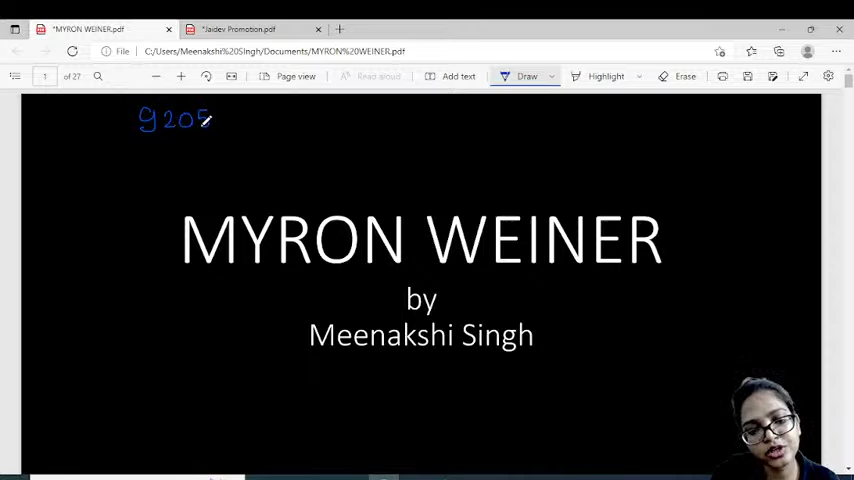 *MYRON WEINER.pdf
*Jaidev Promotion.pdf
File
C:/Users/Meenakshi%20SIngh/Documents/MYRON%20WEINER.pdf
1 of 27
Page view
Read aloud
Add text
Draw
Highlight
Erase
9205
MYRON WEINER
by
Meenakshi Singh